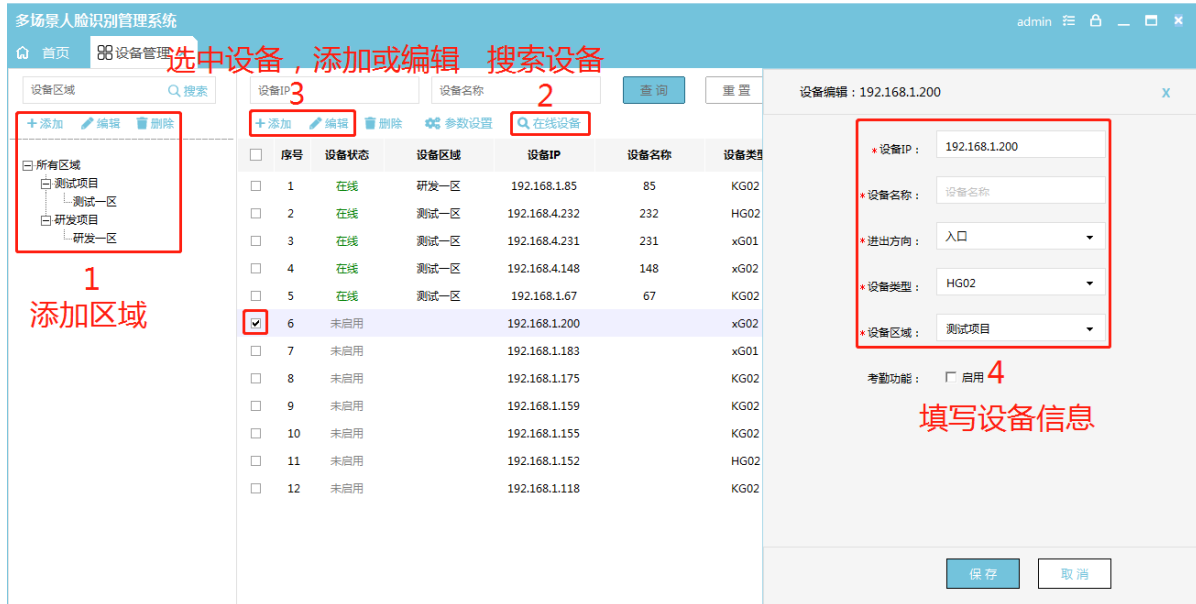 多场景人脸识别管理系统
admin
首页
设备管理
选中设备，添加或编辑 搜索设备
设备区域
搜索
+添加 编辑 删除
所有区域
测试项目
测试一区
研发项目
研发一区
1
添加区域
设备IP
3
设备名称
2
查询
重置
+添加 编辑 删除 参数设置 在线设备
序号 设备状态 设备区域 设备IP 设备名称
1 在线 研发一区 192.168.1.85 85 KG02
2 在线 测试一区 192.168.4.232 232 HG02
3 在线 测试一区 192.168.4.231 231 xG01
4 在线 测试一区 192.168.4.148 148 xG02
5 在线 测试一区 192.168.1.67 67 KG02
6 未启用 192.168.1.200 xG02
7 未启用 192.168.1.183 xG01
8 未启用 192.168.1.175 KG02
9 未启用 192.168.1.159 KG02
10 未启用 192.168.1.155 KG02
11 未启用 192.168.1.152 HG02
12 未启用 192.168.1.118 KG02
设备编辑：192.168.1.200 X
*设备IP： 192.168.1.200
*设备名称： 设备名称
*进出方向： 入口
*设备类型： HG02
*设备区域： 测试项目
考勤功能： 启用
4
填写设备信息
保存 取消